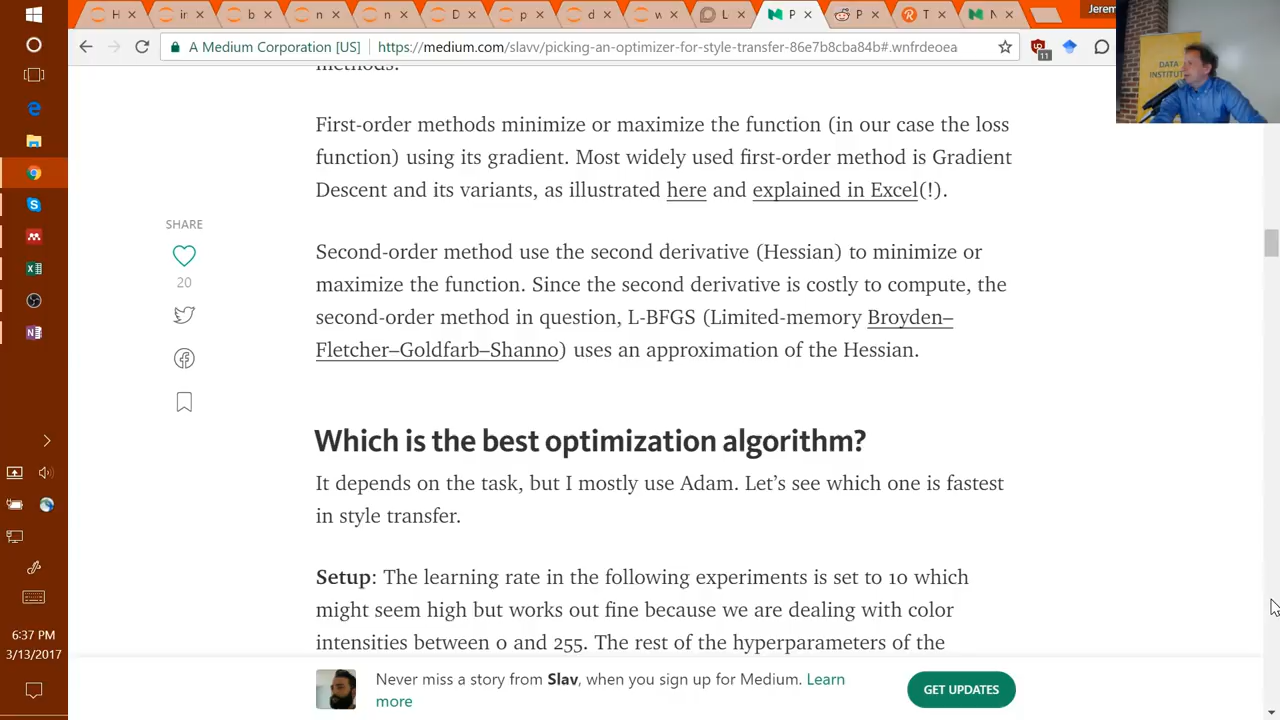 H
in
b
n
n
D
p
d
w
L
P
P
T
N
Jerem
A Medium Corporation [US]
https://medium.com/slavv/picking-an-optimizer-for-style-transfer-86e7b8cba84b#.wnfrdeoea
11
DATA
INSTITUT
methods.
First-order methods minimize or maximize the function (in our case the loss
function) using its gradient. Most widely used first-order method is Gradient
Descent and its variants, as illustrated here and explained in Excel(!).
SHARE
20
Second-order method use the second derivative (Hessian) to minimize or
maximize the function. Since the second derivative is costly to compute, the
second-order method in question, L-BFGS (Limited-memory Broyden–
Fletcher–Goldfarb–Shanno) uses an approximation of the Hessian.
Which is the best optimization algorithm?
It depends on the task, but I mostly use Adam. Let's see which one is fastest
in style transfer.
Setup: The learning rate in the following experiments is set to 10 which
might seem high but works out fine because we are dealing with color
intensities between 0 and 255. The rest of the hyperparameters of the
Never miss a story from Slav, when you sign up for Medium. Learn
more
GET UPDATES
6:37 PM
3/13/2017